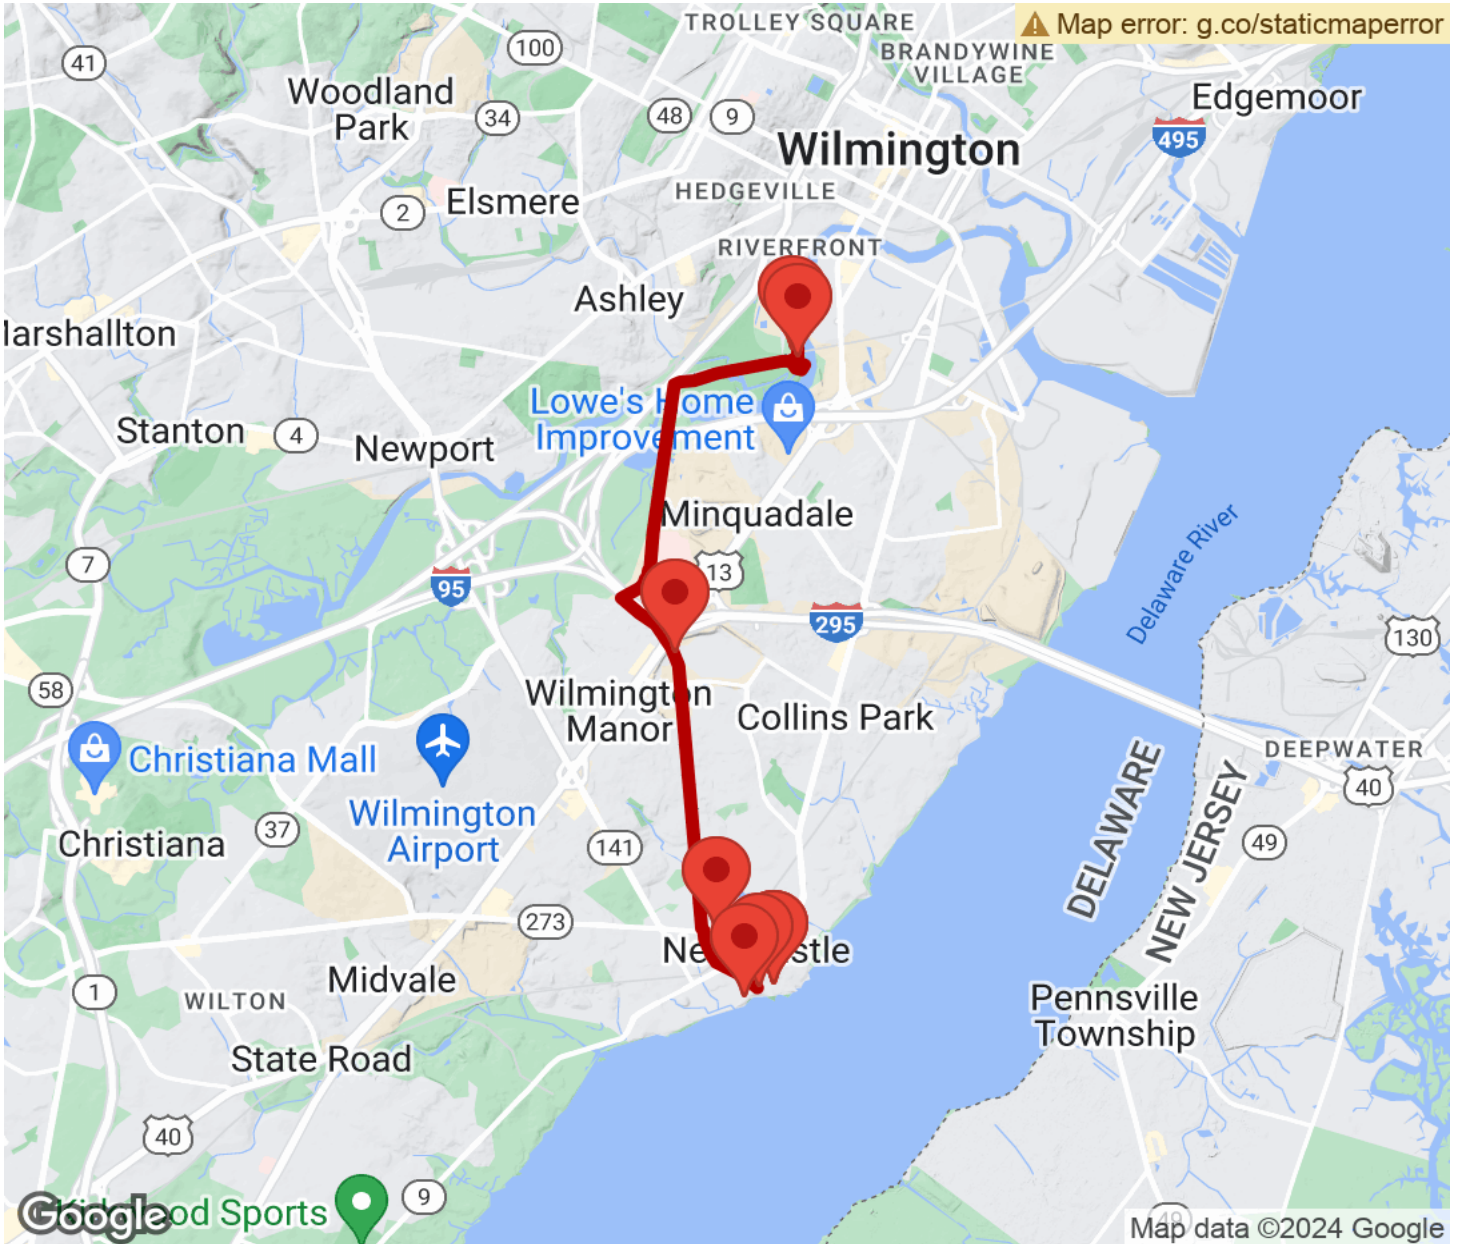 TROLLEY SQUARE
Map error: g.co/staticmaperror
41
100
BRANDYWINE
VILLAGE
Woodland
Park
34
48
9
Edgemoor
495
Wilmington
2
Elsmere
HEDGEVILLE
RIVERFRONT
Ashley
Marshallton
Lowe's Home
Improvement
Stanton
4
Newport
Minquadale
Delaware River
7
95
13
295
130
58
Wilmington
Manor
Collins Park
Christiana Mall
DEEPWATER
40
DELAWARE
NEW JERSEY
Wilmington
Airport
37
Christiana
141
49
273
Midvale
1
WILTON
Pennsville
Township
State Road
40
9
Sports
Google
49
Map data ©2024 Google